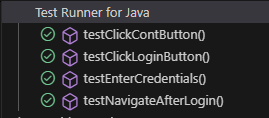 Test Runner for Java
testClickContButton()
testClickLoginButton()
testEnterCredentials()
testNavigateAfterLogin()